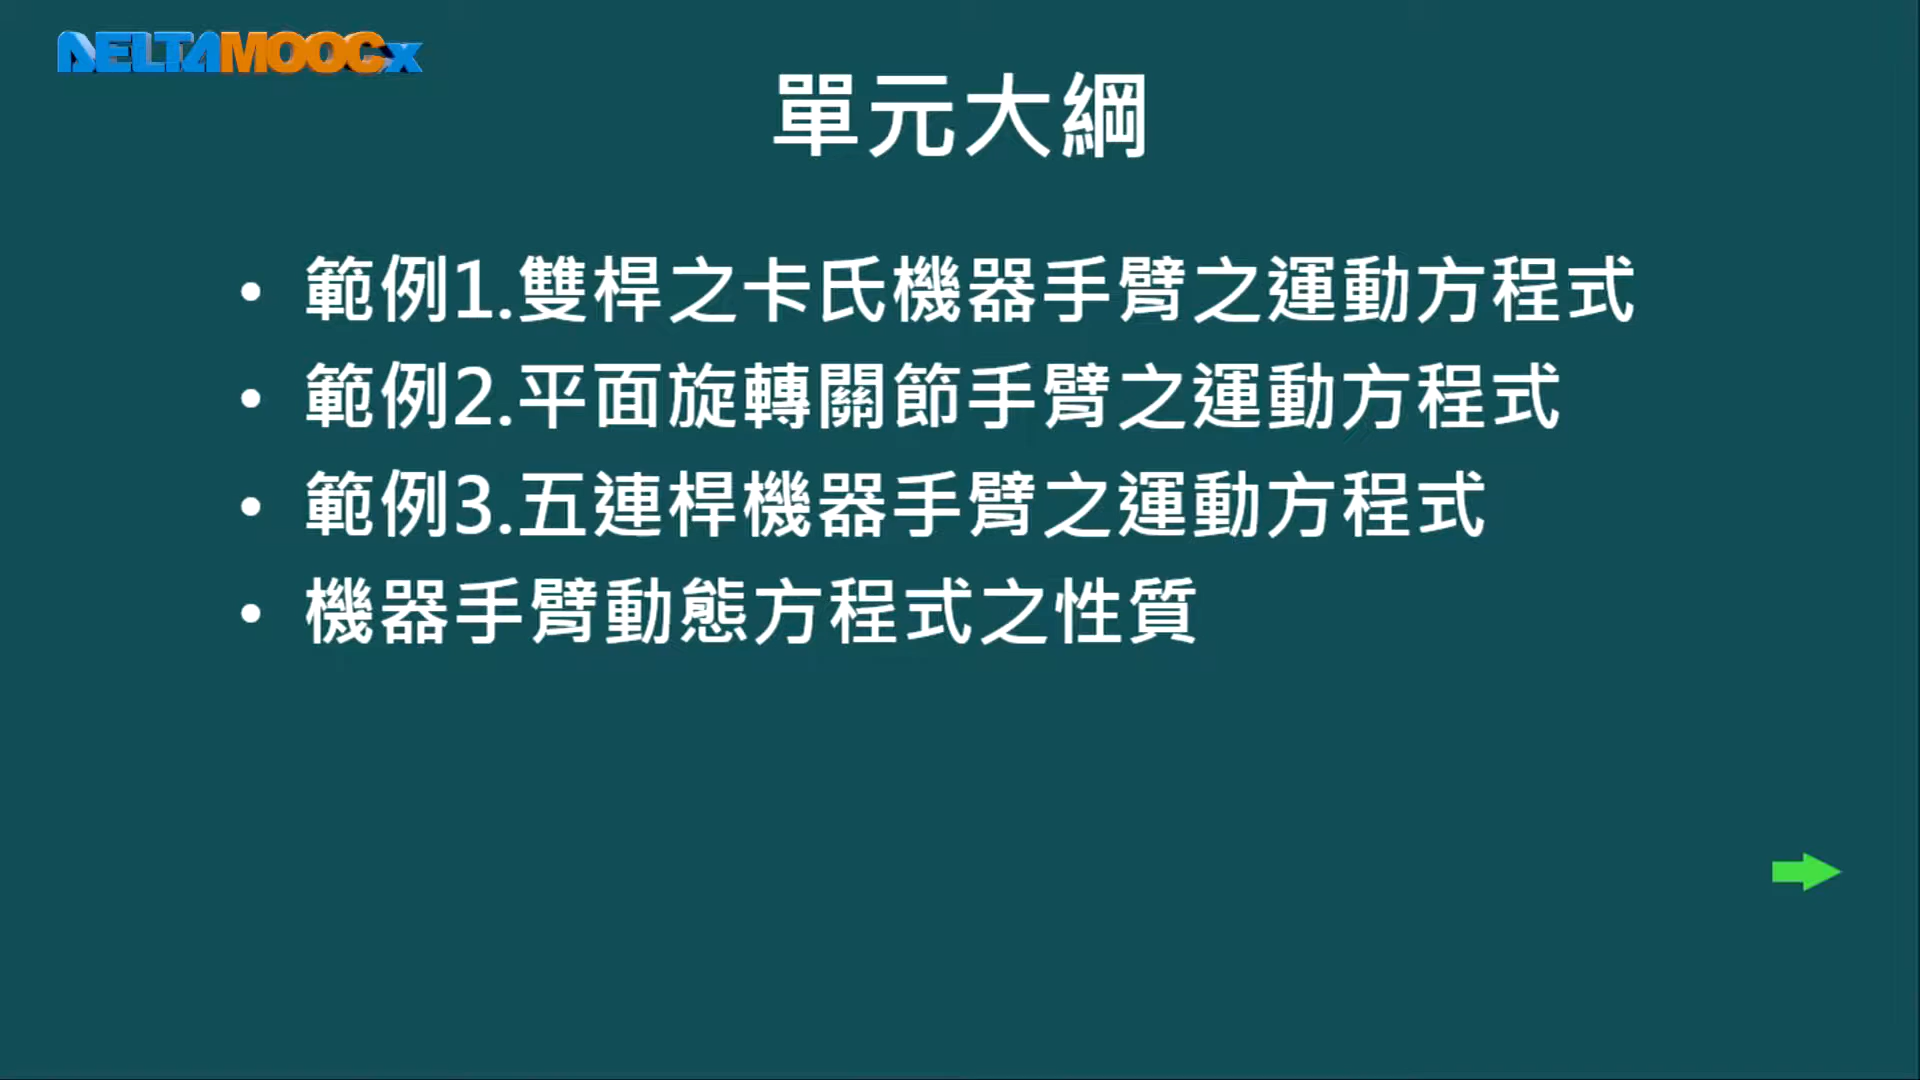 DELTAMOOCx
單元大綱
• 範例1.雙桿之卡氏機器手臂之運動方程式
• 範例2.平面旋轉關節手臂之運動方程式
• 範例3.五連桿機器手臂之運動方程式
• 機器手臂動態方程式之性質